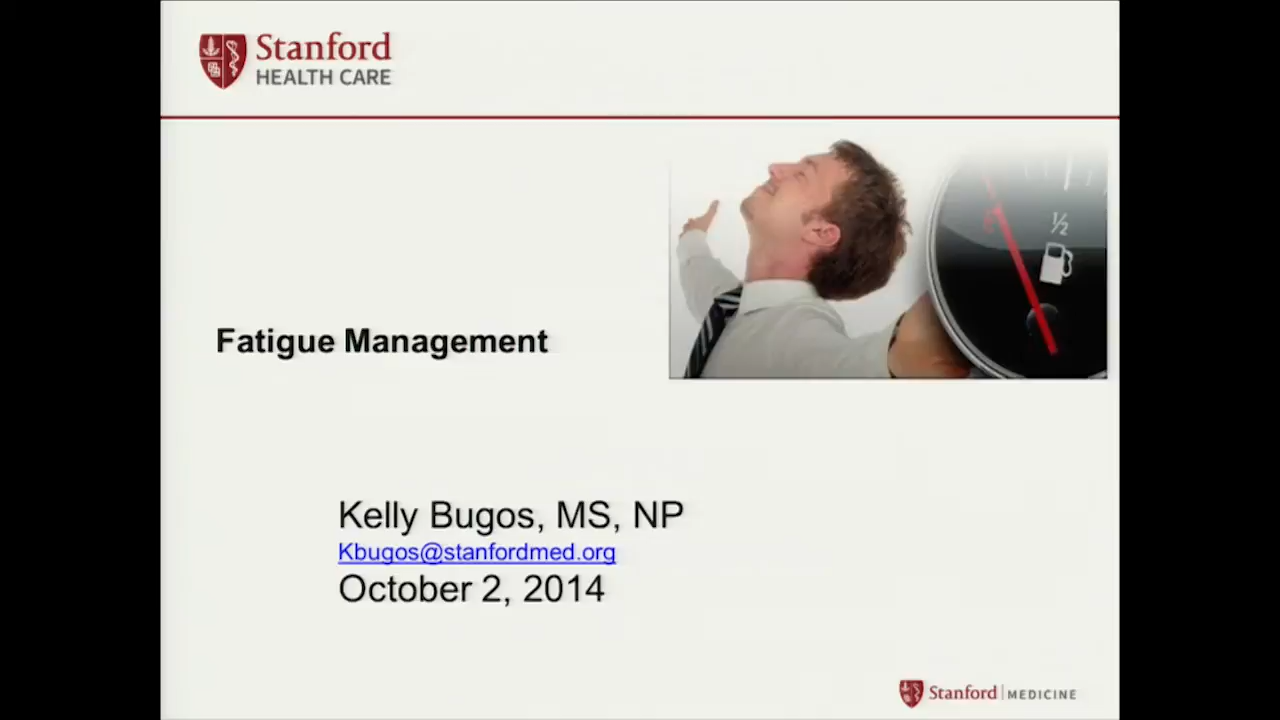 Stanford
HEALTH CARE
½
Fatigue Management
Kelly Bugos, MS, NP
Kbugos@stanfordmed.org
October 2, 2014
Stanford | MEDICINE